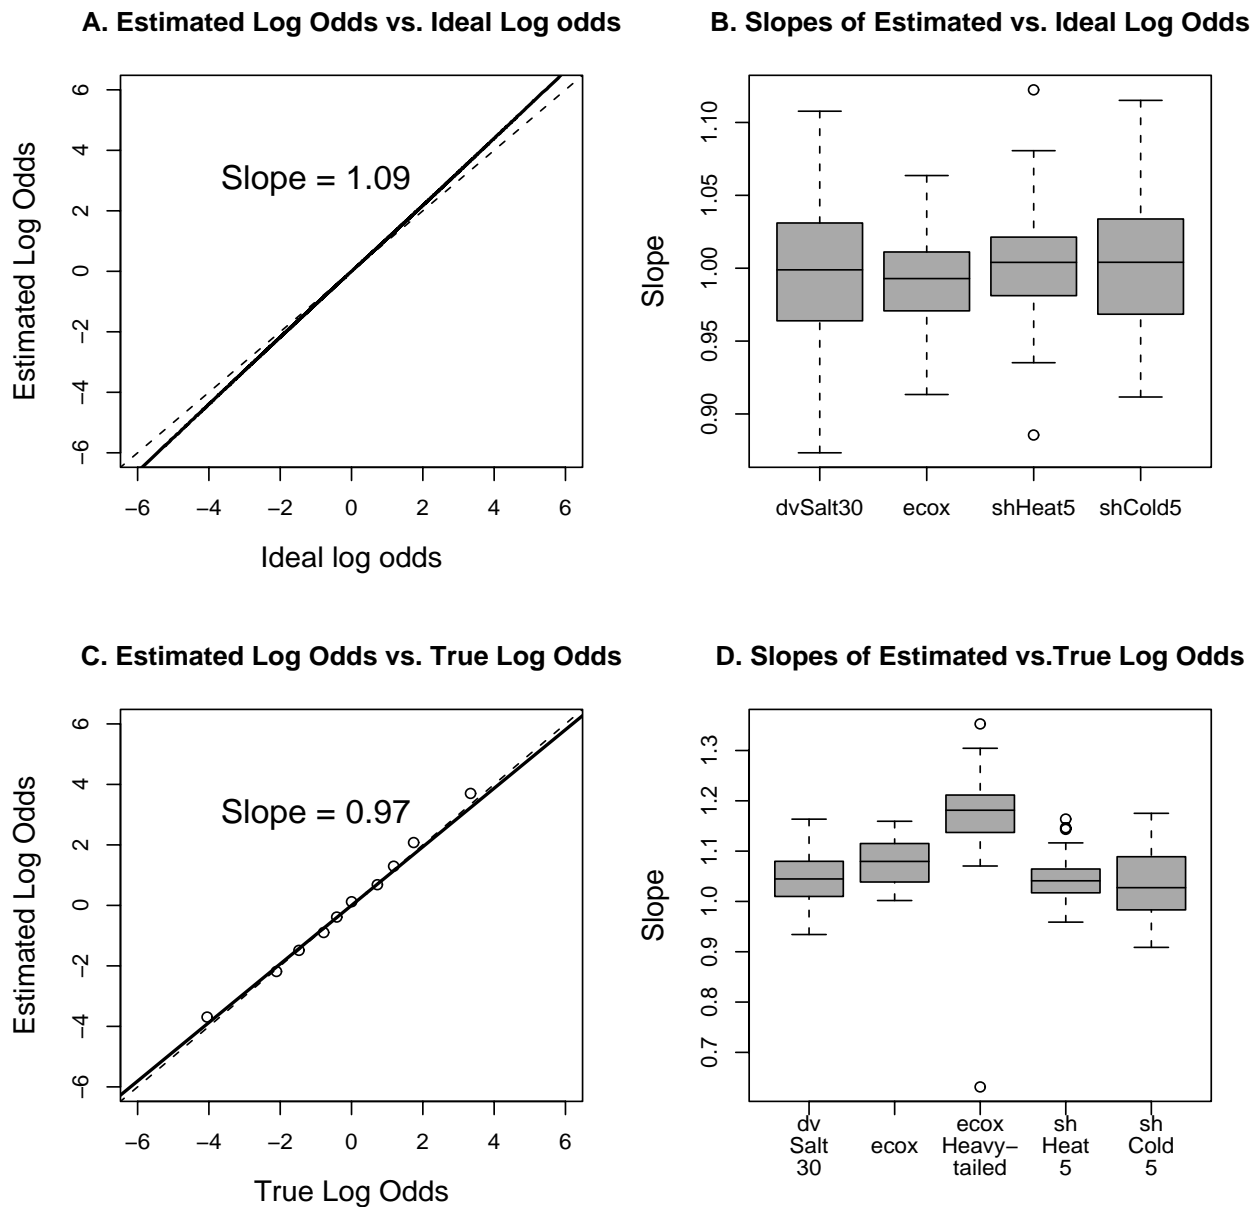 A. Estimated Log Odds vs. Ideal Log odds
6
4
2
0
−2
−4
−6
Estimated Log Odds
Slope = 1.09
−6 −4 −2 0 2 4 6
Ideal log odds
B. Slopes of Estimated vs. Ideal Log Odds
1.10
1.05
1.00
0.95
0.90
Slope
dvSalt30 ecox shHeat5 shCold5
C. Estimated Log Odds vs. True Log Odds
6
4
2
0
−2
−4
−6
Estimated Log Odds
Slope = 0.97
−6 −4 −2 0 2 4 6
True Log Odds
D. Slopes of Estimated vs.True Log Odds
1.3
1.2
1.1
1.0
0.9
0.8
0.7
Slope
dv
Salt
30
ecox
ecox
Heavy−
tailed
sh
Heat
5
sh
Cold
5